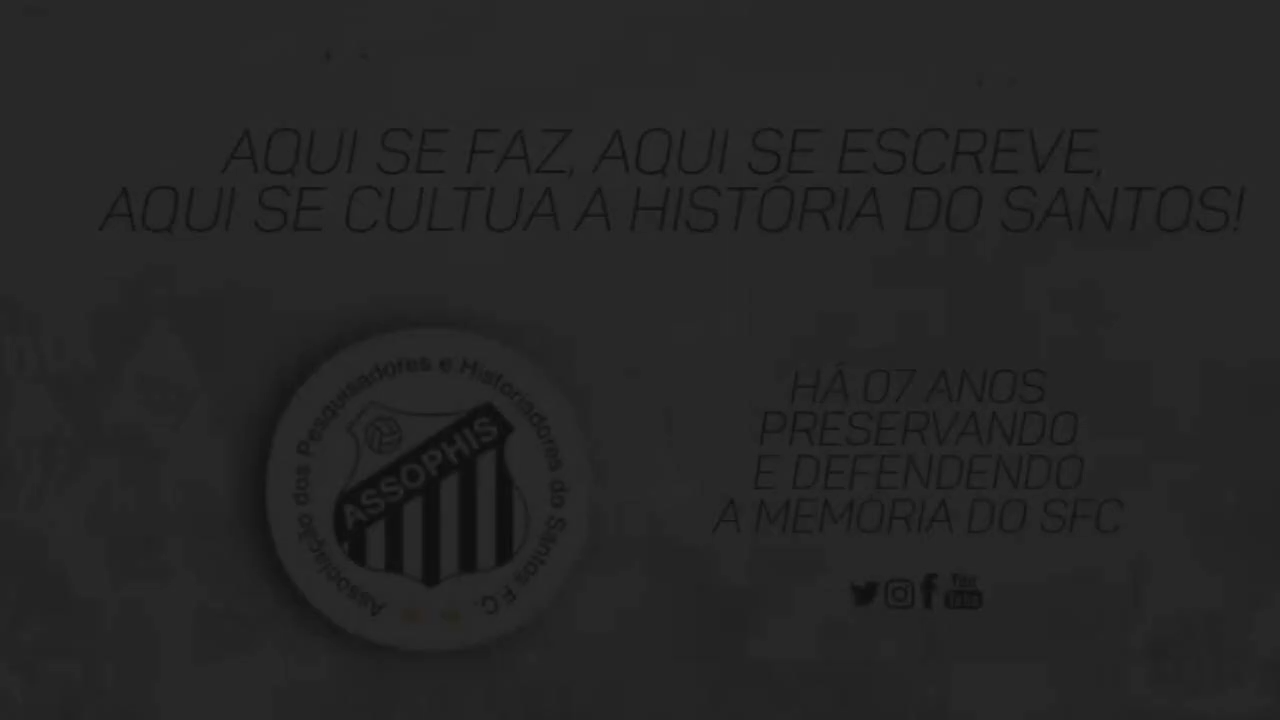 AQUI SE FAZ, AQUI SE ESCREVE,
AQUI SE CULTUA A HISTÓRIA DO SANTOS!
Associação dos Pesquisadores e Historiadores do Santos F.C.
ASSOPHIS
HÁ 07 ANOS
PRESERVANDO
E DEFENDENDO
A MEMÓRIA DO SFC
You
Tube